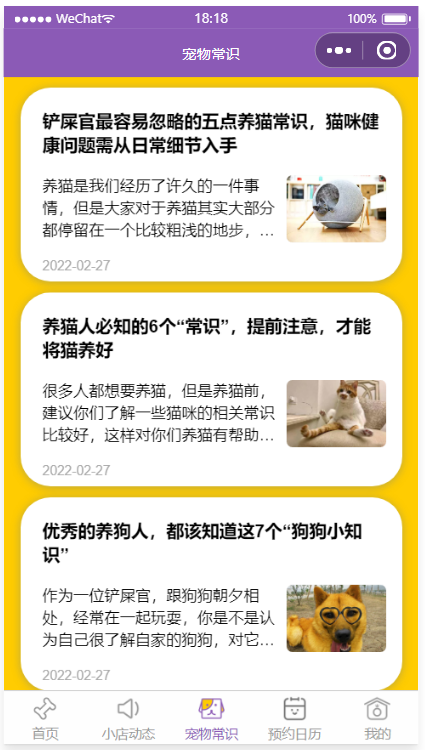 WeChat
18:18
100%
宠物常识
铲屎官最容易忽略的五点养猫常识，猫咪健
康问题需从日常细节入手
养猫是我们经历了许久的一件事
情，但是大家对于养猫其实大部分
都停留在一个比较粗浅的地步，...
2022-02-27
养猫人必知的6个“常识”，提前注意，才能
将猫养好
很多人都想要养猫，但是养猫前，
建议你们了解一些猫咪的相关常识
比较好，这样对你们养猫有帮助...
2022-02-27
优秀的养狗人，都该知道这7个“狗狗小知
识”
作为一位铲屎官，跟狗狗朝夕相
处，经常在一起玩耍，你是不是认
为自己很了解自家的狗狗，对它...
2022-02-27
首页
小店动态
宠物常识
预约日历
我的